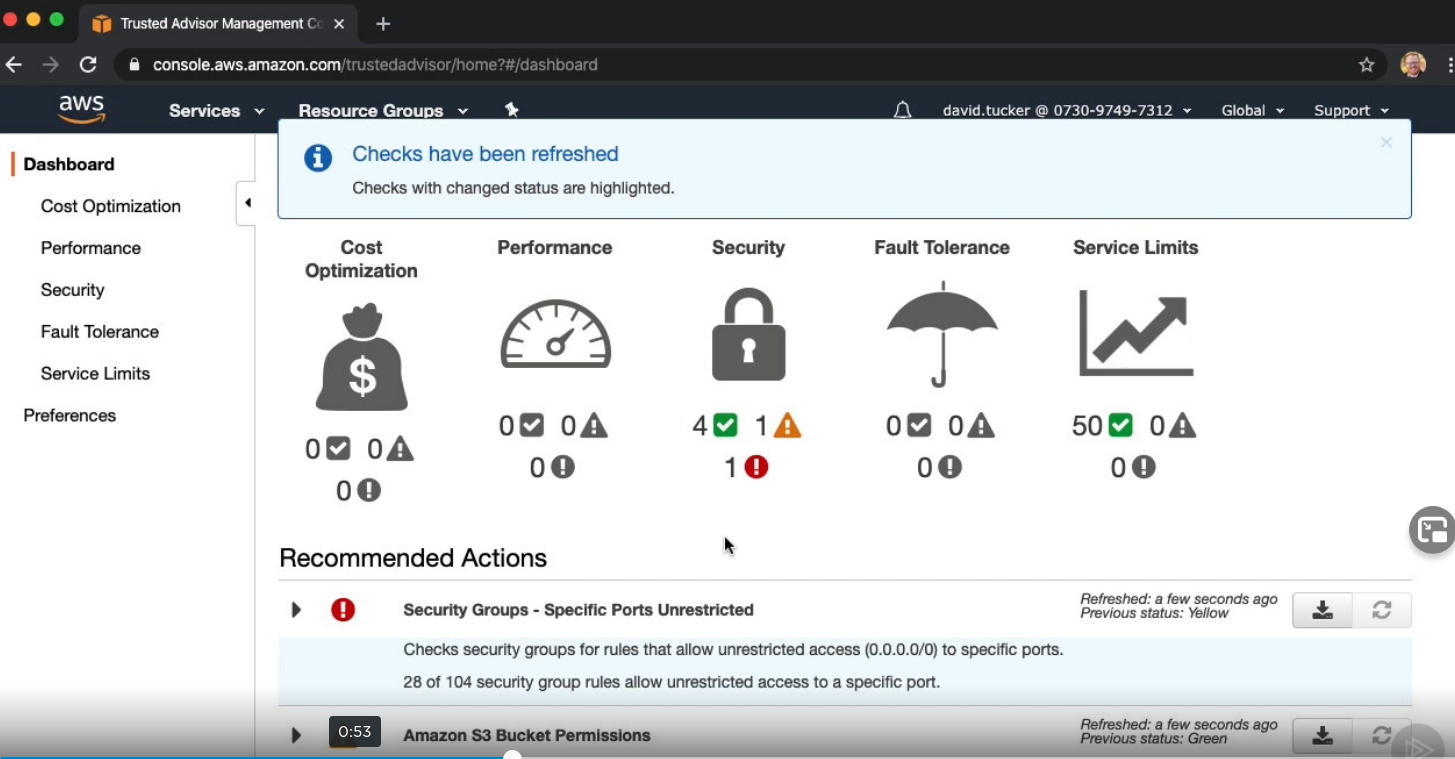 Trusted Advisor Management Co
console.aws.amazon.com/trustedadvisor/home?#/dashboard
aws
Services
Resource Groups
david.tucker @ 0730-9749-7312
Global
Support
Dashboard
Cost Optimization
Performance
Security
Fault Tolerance
Service Limits
Preferences
Checks have been refreshed
Checks with changed status are highlighted.
Cost
Optimization
$
0 0
0
Performance
0 0
0
Security
4 1
1
Fault Tolerance
0 0
0
Service Limits
50 0
0
Recommended Actions
Security Groups - Specific Ports Unrestricted
Refreshed: a few seconds ago
Previous status: Yellow
Checks security groups for rules that allow unrestricted access (0.0.0.0/0) to specific ports.
28 of 104 security group rules allow unrestricted access to a specific port.
0:53
Amazon S3 Bucket Permissions
Refreshed: a few seconds ago
Previous status: Green